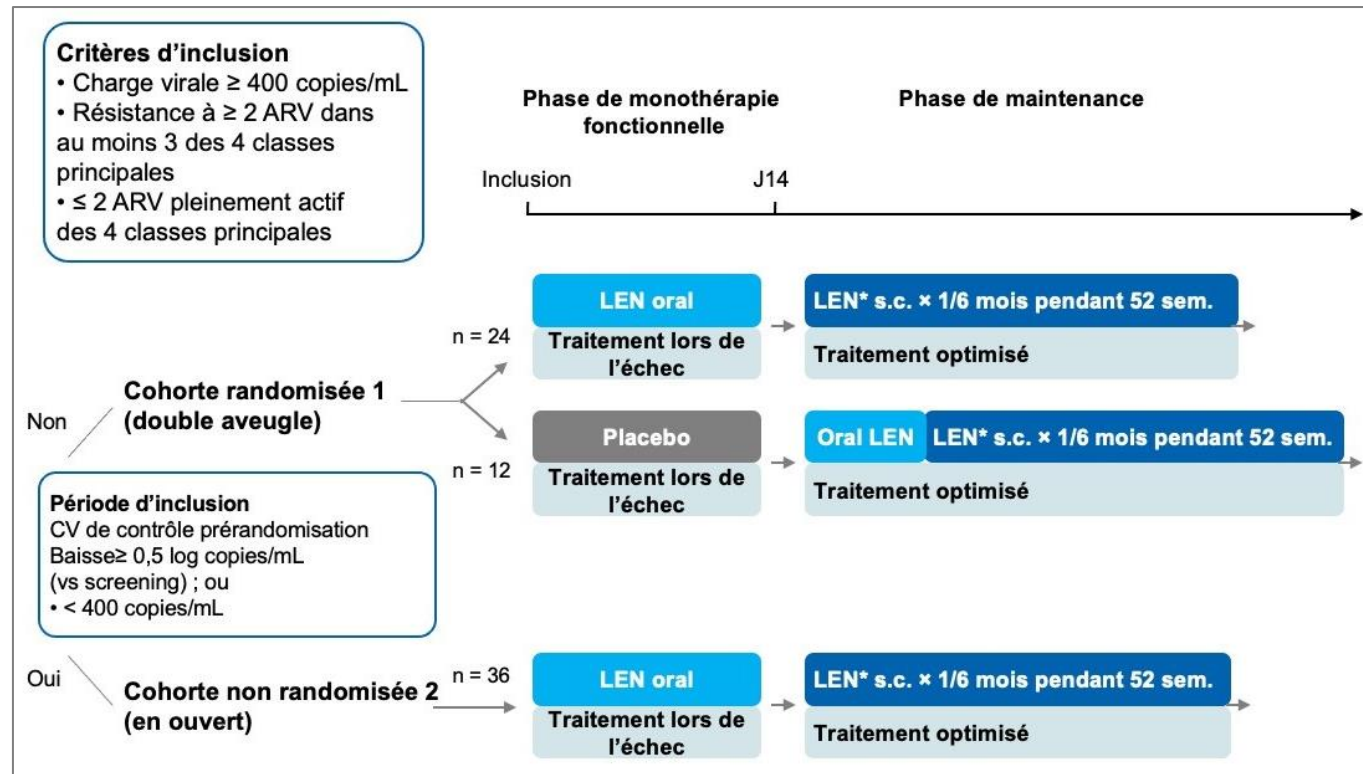 Critères d'inclusion
• Charge virale ≥ 400 copies/mL
• Résistance à ≥ 2 ARV dans
au moins 3 des 4 classes
principales
• ≤ 2 ARV pleinement actif
des 4 classes principales
Phase de monothérapie
fonctionnelle
Phase de maintenance
Inclusion
J14
n = 24
LEN oral
Traitement lors de
l'échec
LEN* s.c. × 1/6 mois pendant 52 sem.
Traitement optimisé
Non
Cohorte randomisée 1
(double aveugle)
n = 12
Placebo
Traitement lors de
l'échec
Oral LEN
LEN* s.c. × 1/6 mois pendant 52 sem.
Traitement optimisé
Période d'inclusion
CV de contrôle prérandomisation
Baisse≥ 0,5 log copies/mL
(vs screening) ; ou
• < 400 copies/mL
Oui
Cohorte non randomisée 2
(en ouvert)
n = 36
LEN oral
Traitement lors de
l'échec
LEN* s.c. × 1/6 mois pendant 52 sem.
Traitement optimisé